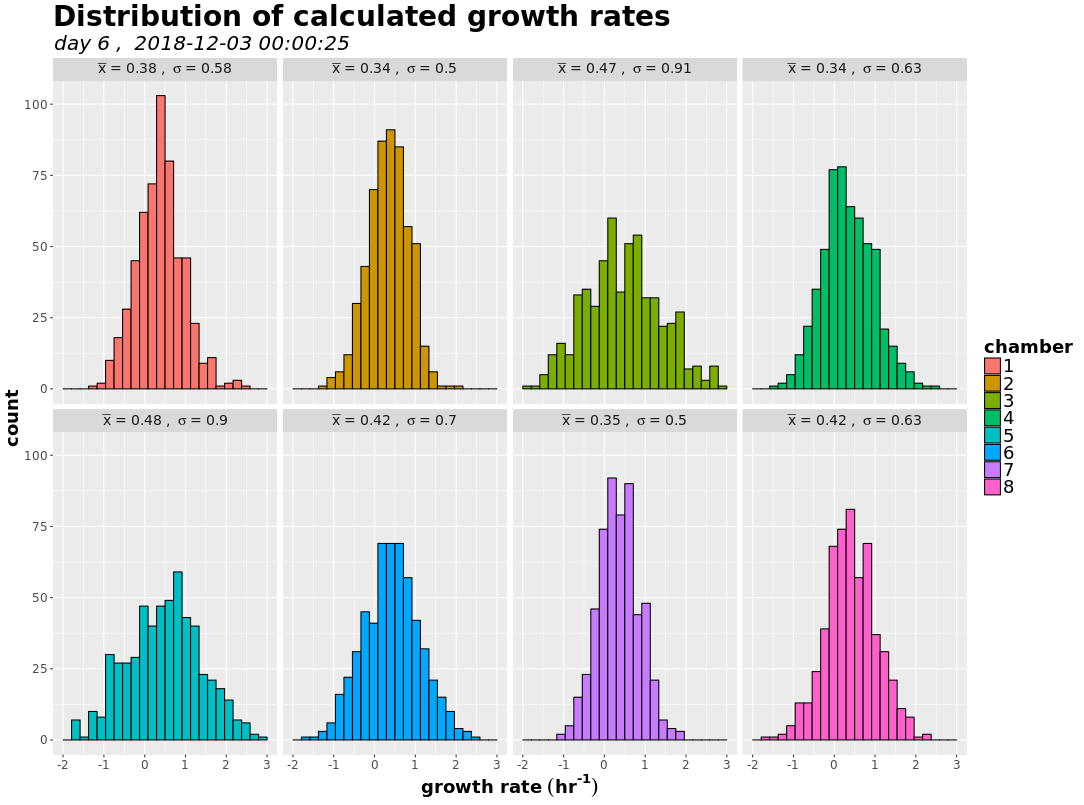 Distribution of calculated growth rates
day 6 , 2018-12-03 00:00:25
x̅ = 0.38 , σ = 0.58
x̅ = 0.34 , σ = 0.5
x̅ = 0.47 , σ = 0.91
x̅ = 0.34 , σ = 0.63
100
75
50
25
0
x̅ = 0.48 , σ = 0.9
x̅ = 0.42 , σ = 0.7
x̅ = 0.35 , σ = 0.5
x̅ = 0.42 , σ = 0.63
100
75
50
25
0
-2 -1 0 1 2 3
-2 -1 0 1 2 3
-2 -1 0 1 2 3
-2 -1 0 1 2 3
growth rate (hr⁻¹)
count
chamber
1
2
3
4
5
6
7
8